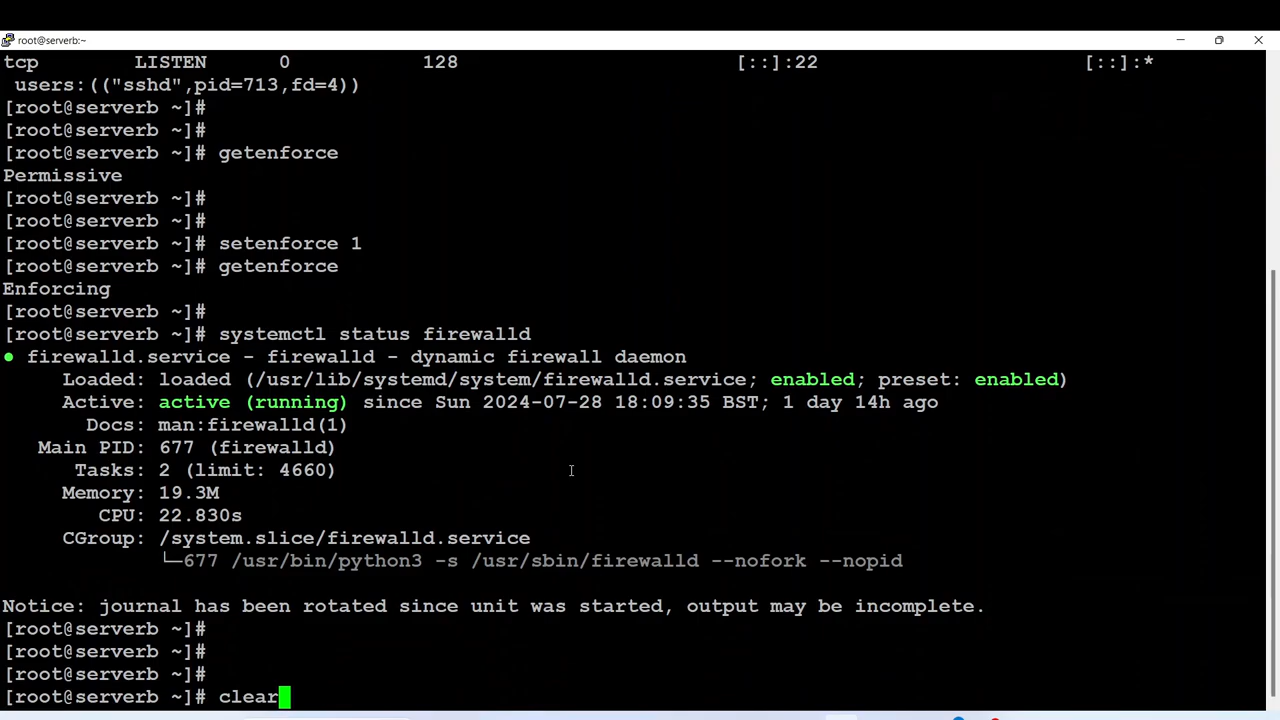 root@serverb:~
tcp LISTEN 0 128 [::]:22 [::]:*
users:(("sshd",pid=713,fd=4))
[root@serverb ~]#
[root@serverb ~]#
[root@serverb ~]# getenforce
Permissive
[root@serverb ~]#
[root@serverb ~]#
[root@serverb ~]# setenforce 1
[root@serverb ~]# getenforce
Enforcing
[root@serverb ~]#
[root@serverb ~]# systemctl status firewalld
● firewalld.service - firewalld - dynamic firewall daemon
Loaded: loaded (/usr/lib/systemd/system/firewalld.service; enabled; preset: enabled)
Active: active (running) since Sun 2024-07-28 18:09:35 BST; 1 day 14h ago
Docs: man:firewalld(1)
Main PID: 677 (firewalld)
Tasks: 2 (limit: 4660)
Memory: 19.3M
CPU: 22.830s
CGroup: /system.slice/firewalld.service
└─677 /usr/bin/python3 -s /usr/sbin/firewalld --nofork --nopid
Notice: journal has been rotated since unit was started, output may be incomplete.
[root@serverb ~]#
[root@serverb ~]#
[root@serverb ~]#
[root@serverb ~]# clear